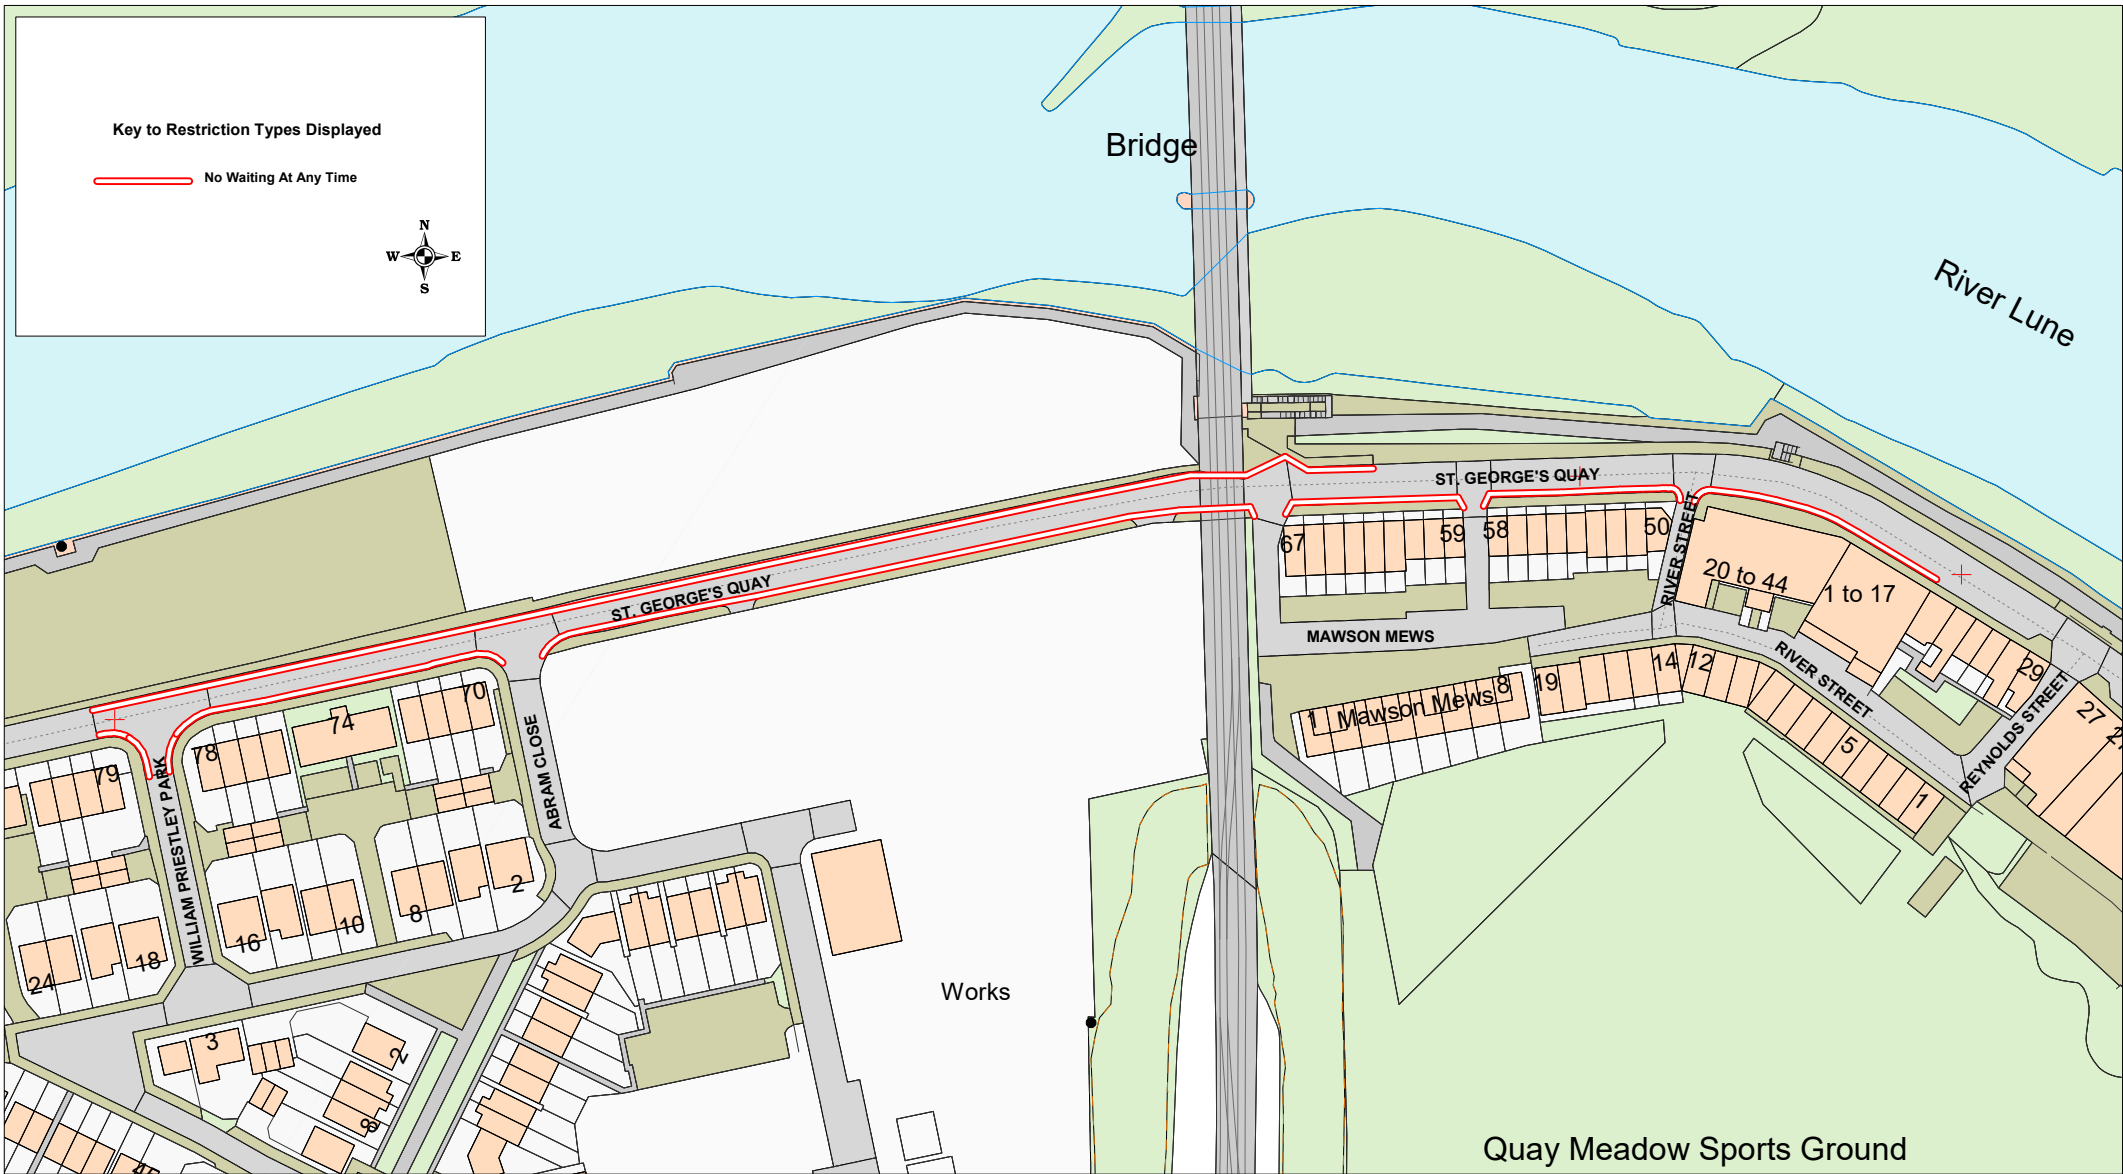 Key to Restriction Types Displayed
No Waiting At Any Time
N
W E
S
Bridge
River Lune
ST. GEORGE'S QUAY
67
59
58
50
RIVER STREET
20 to 44
1 to 17
ST. GEORGE'S QUAY
MAWSON MEWS
1 Mawson Mews 8
19
14
12
RIVER STREET
29
REYNOLDS STREET
27
5
1
70
74
78
79
ABRAM CLOSE
WILLIAM PRIESTLEY PARK
2
8
10
16
18
24
Works
3
2
8
Quay Meadow Sports Ground